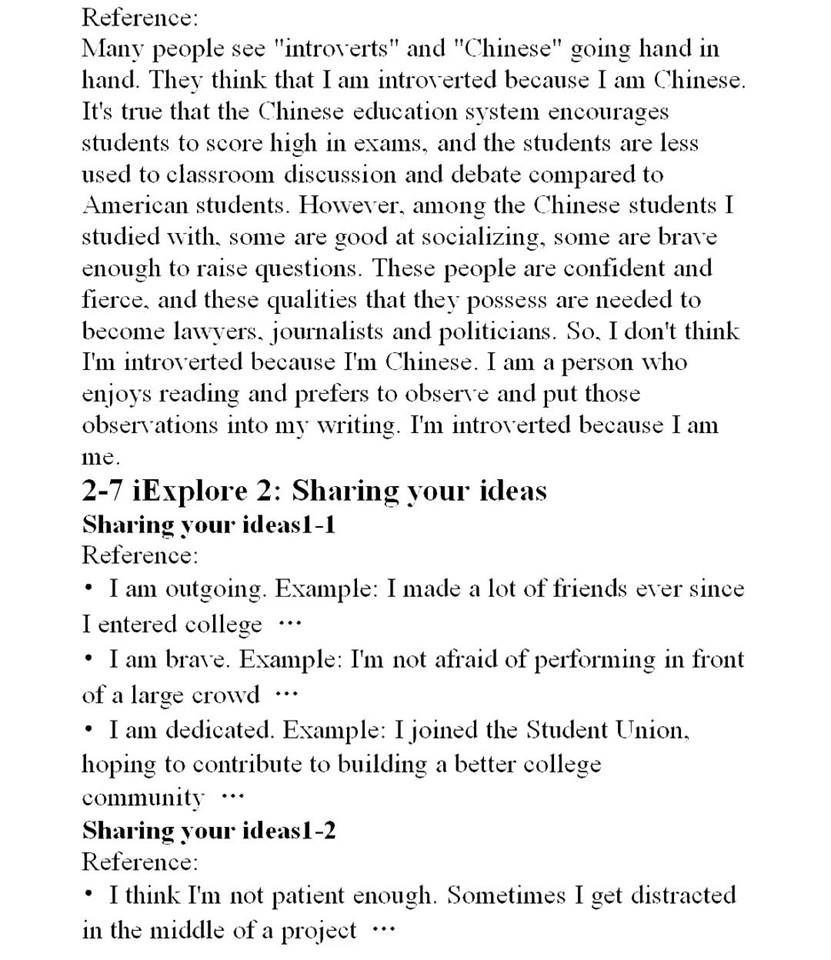 Reference:
Many people see "introverts" and "Chinese" going hand in
hand. They think that I am introverted because I am Chinese.
It's true that the Chinese education system encourages
students to score high in exams, and the students are less
used to classroom discussion and debate compared to
American students. However, among the Chinese students I
studied with, some are good at socializing, some are brave
enough to raise questions. These people are confident and
fierce, and these qualities that they possess are needed to
become lawyers, journalists and politicians. So, I don't think
I'm introverted because I'm Chinese. I am a person who
enjoys reading and prefers to observe and put those
observations into my writing. I'm introverted because I am
me.
2-7 iExplore 2: Sharing your ideas
Sharing your ideas1-1
Reference:
• I am outgoing. Example: I made a lot of friends ever since
I entered college …
• I am brave. Example: I'm not afraid of performing in front
of a large crowd …
• I am dedicated. Example: I joined the Student Union,
hoping to contribute to building a better college
community …
Sharing your ideas1-2
Reference:
• I think I'm not patient enough. Sometimes I get distracted
in the middle of a project …